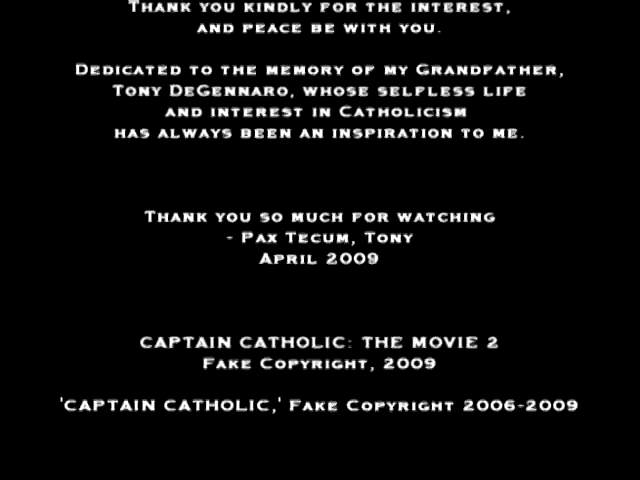 Thank you kindly for the interest,
and peace be with you.
Dedicated to the memory of my Grandfather,
Tony DeGennaro, whose selfless life
and interest in Catholicism
has always been an inspiration to me.
Thank you so much for watching
- Pax Tecum, Tony
April 2009
CAPTAIN CATHOLIC: THE MOVIE 2
Fake Copyright, 2009
'CAPTAIN CATHOLIC,' Fake Copyright 2006-2009